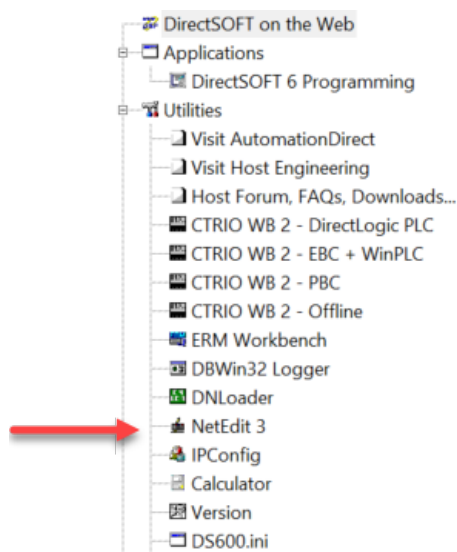 DirectSOFT on the Web
Applications
DirectSOFT 6 Programming
Utilities
Visit AutomationDirect
Visit Host Engineering
Host Forum, FAQs, Downloads...
CTRIO WB 2 - DirectLogic PLC
CTRIO WB 2 - EBC + WinPLC
CTRIO WB 2 - PBC
CTRIO WB 2 - Offline
ERM Workbench
DBWin32 Logger
DNLoader
NetEdit 3
IPConfig
Calculator
Version
DS600.ini